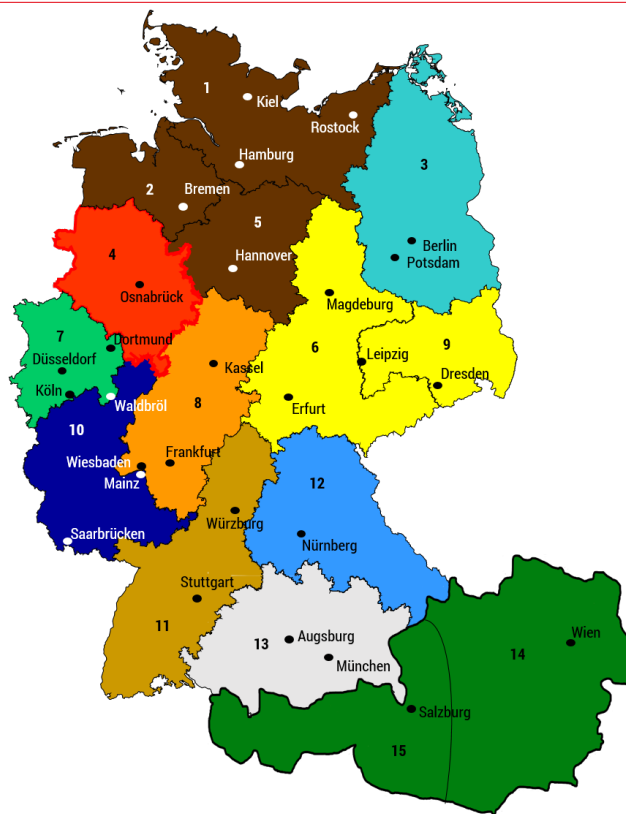 1
Kiel
Rostock
Hamburg
3
2
Bremen
5
4
Hannover
Berlin
Potsdam
Osnabrück
Magdeburg
7
Dortmund
6
9
Düsseldorf
Kassel
Leipzig
Dresden
Köln
Waldbröl
8
Erfurt
10
Wiesbaden
Frankfurt
Mainz
12
Würzburg
Saarbrücken
Nürnberg
Stuttgart
11
13
Augsburg
München
Wien
14
Salzburg
15